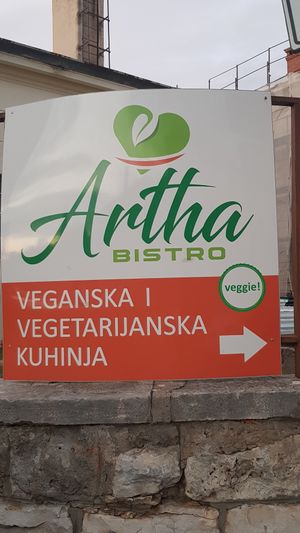 Artha
BISTRO
veggie!
VEGANSKA I
VEGETARIJANSKA
KUHINJA